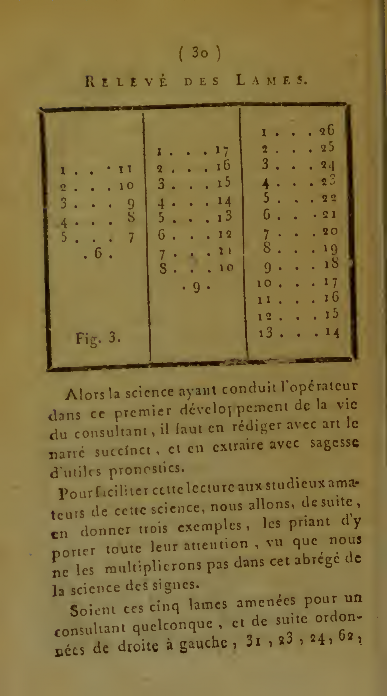 ( 30 )
RELEVÉ DES LAMES.
1 . . . 11
2 . . . 10
3 . . . 9
4 . . . 8
5 . . . 7
. 6 .
Fig. 3.
1 . . . 17
2 . . . 16
3 . . . 15
4 . . . 14
5 . . . 13
6 . . . 12
7 . . . 11
8 . . . 10
. 9 .
1 . . . 26
2 . . . 25
3 . . . 24
4 . . . 23
5 . . . 22
6 . . . 21
7 . . . 20
8 . . . 19
9 . . . 18
10 . . . 17
11 . . . 16
12 . . . 15
13 . . . 14
Alors la science ayant conduit l'opérateur
dans ce premier développement de la vie
du consultant, il faut en rédiger avec art le
narré succinct, et en extraire avec sagesse
d'utiles pronostics.
Pour faciliter cette lecture aux studieux ama-
teurs de cette science, nous allons, de suite,
en donner trois exemples, les priant d'y
porter toute leur attention, vu que nous
ne les multiplierons pas dans cet abrégé de
la science des signes.
Soient ces cinq lames amenées pour un
consultant quelconque, et de suite ordon-
nées de droite à gauche, 31, 23, 24, 62,